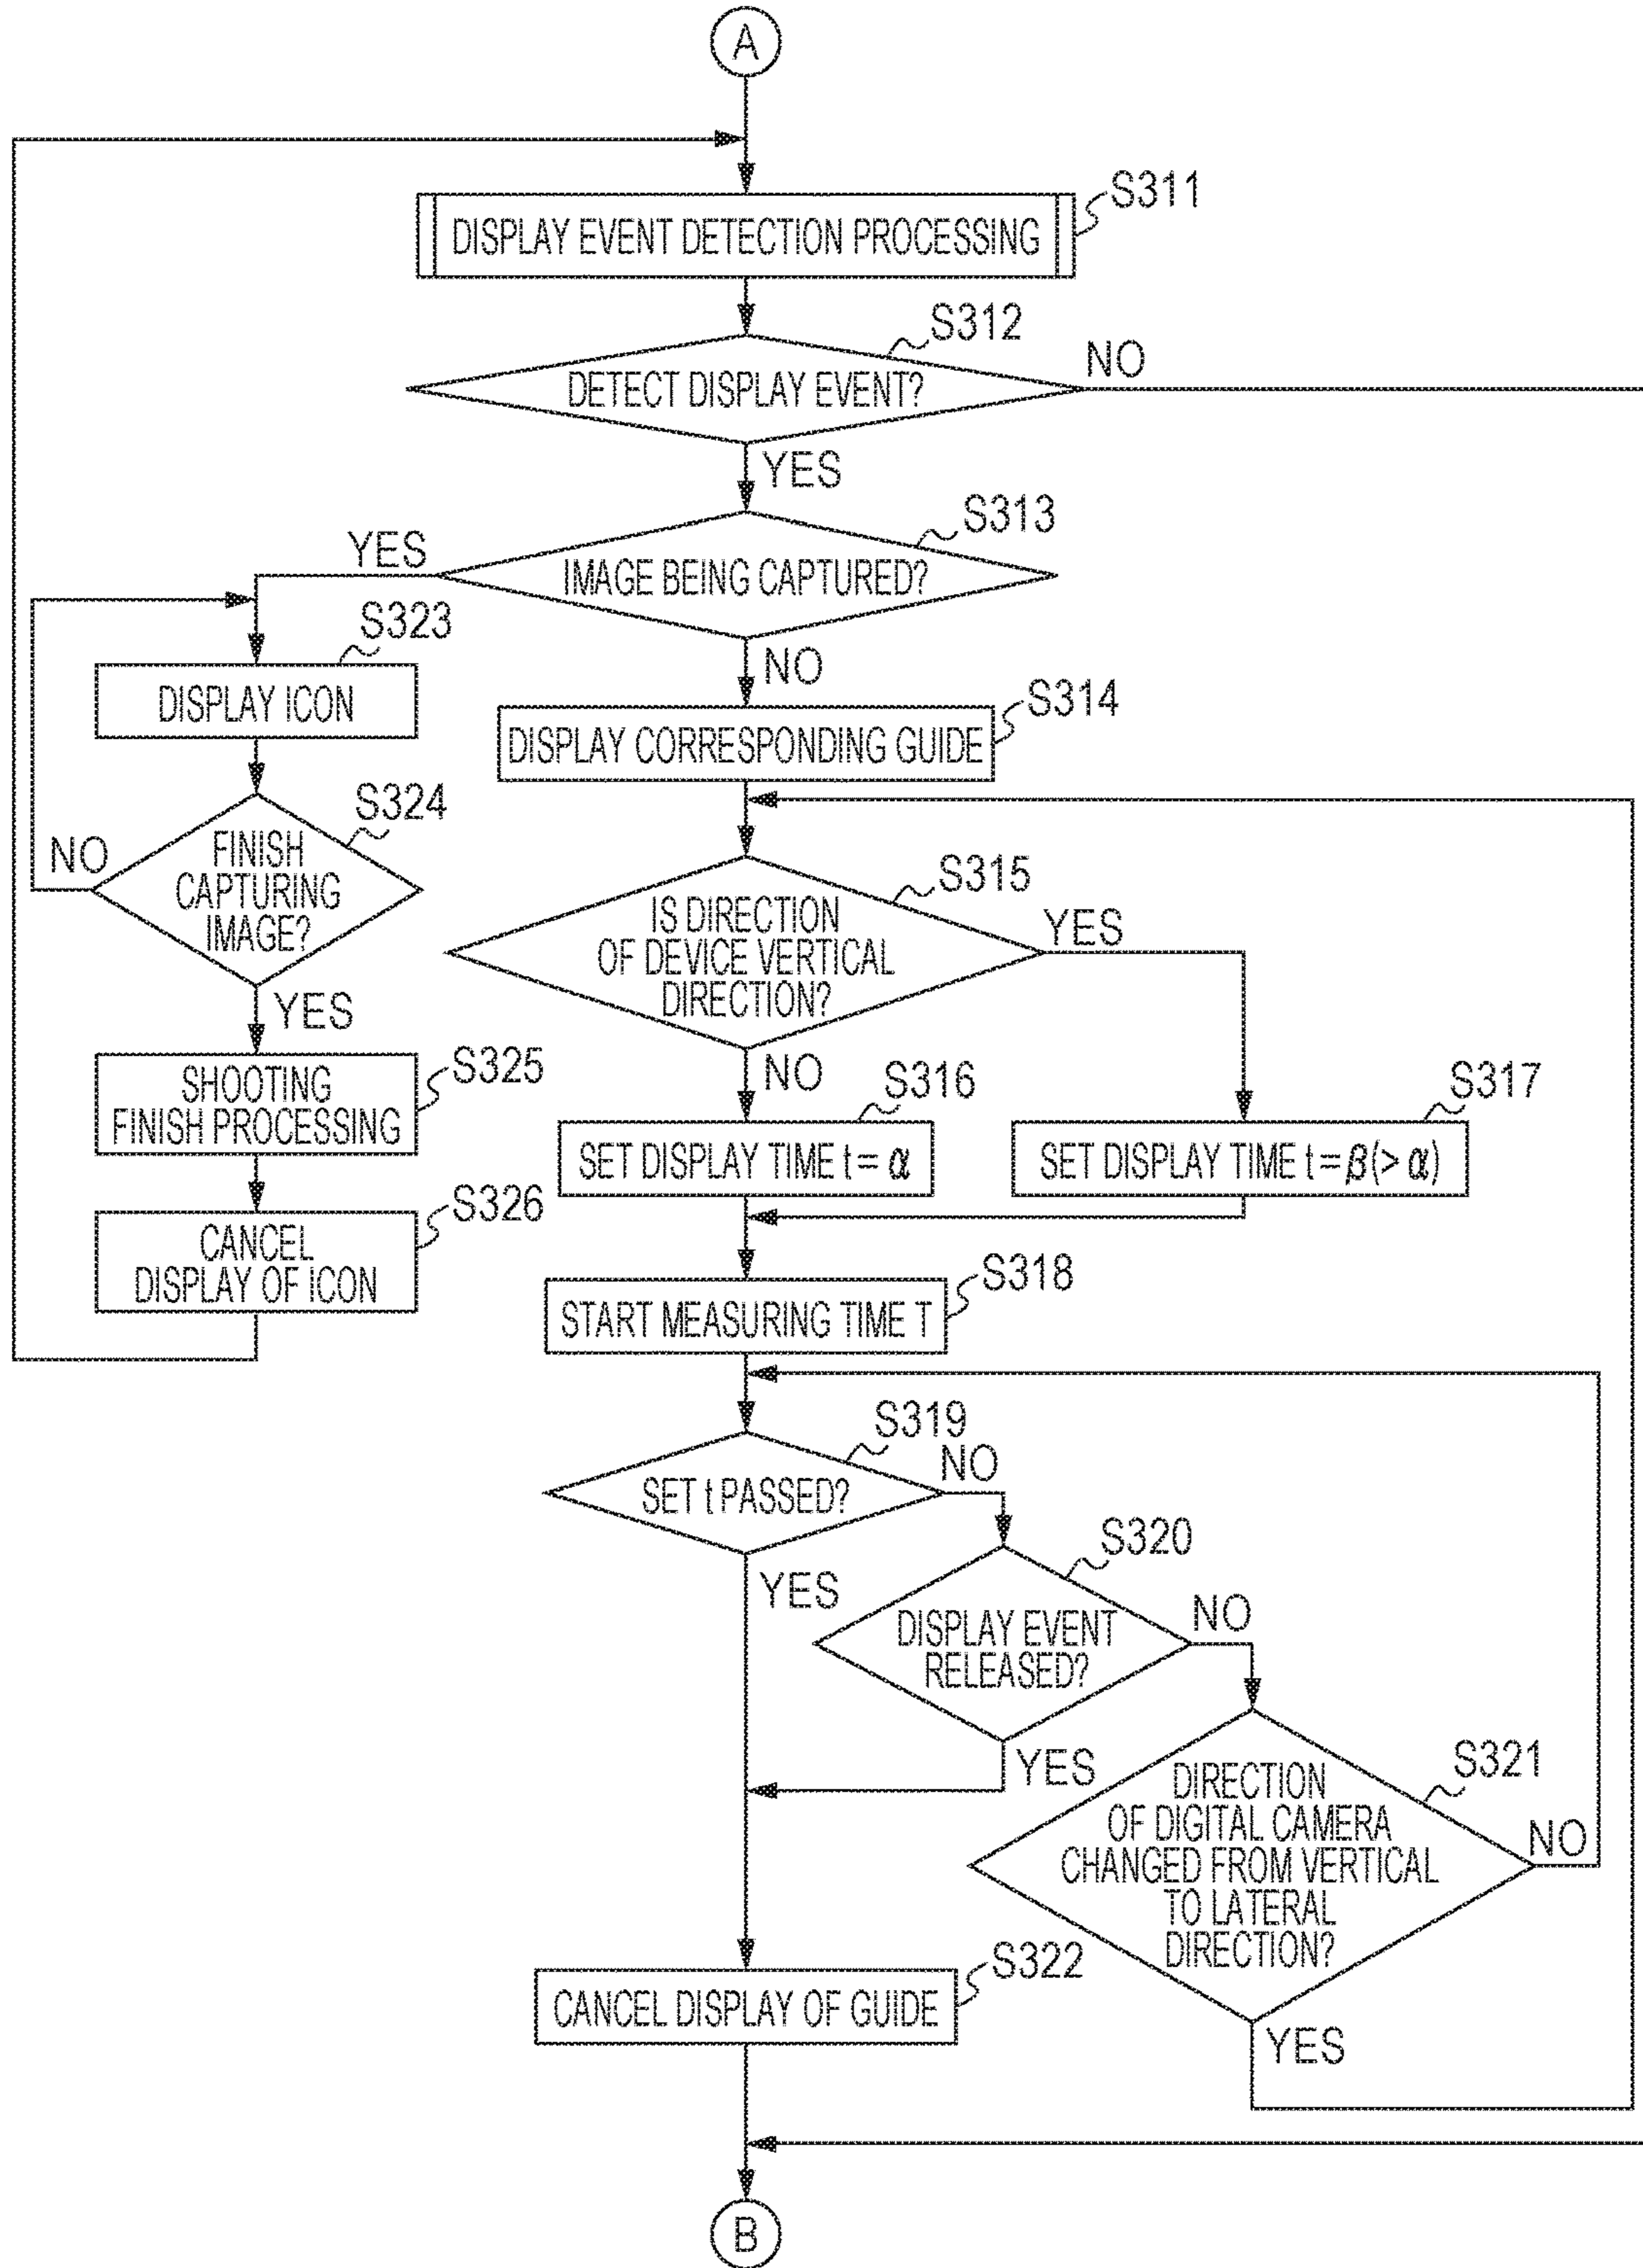 A
S311
DISPLAY EVENT DETECTION PROCESSING
S312
NO
DETECT DISPLAY EVENT?
YES
S313
YES
IMAGE BEING CAPTURED?
S323
NO
DISPLAY ICON
S314
DISPLAY CORRESPONDING GUIDE
S324
NO
FINISH
CAPTURING
IMAGE?
YES
S315
YES
IS DIRECTION
OF DEVICE VERTICAL
DIRECTION?
NO
S325
SHOOTING
FINISH PROCESSING
S316
SET DISPLAY TIME t = α
S317
SET DISPLAY TIME t = β (> α)
S326
CANCEL
DISPLAY OF ICON
S318
START MEASURING TIME T
S319
NO
SET t PASSED?
YES
S320
NO
DISPLAY EVENT
RELEASED?
YES
S321
DIRECTION
OF DIGITAL CAMERA
CHANGED FROM VERTICAL
TO LATERAL
DIRECTION?
NO
YES
S322
CANCEL DISPLAY OF GUIDE
B